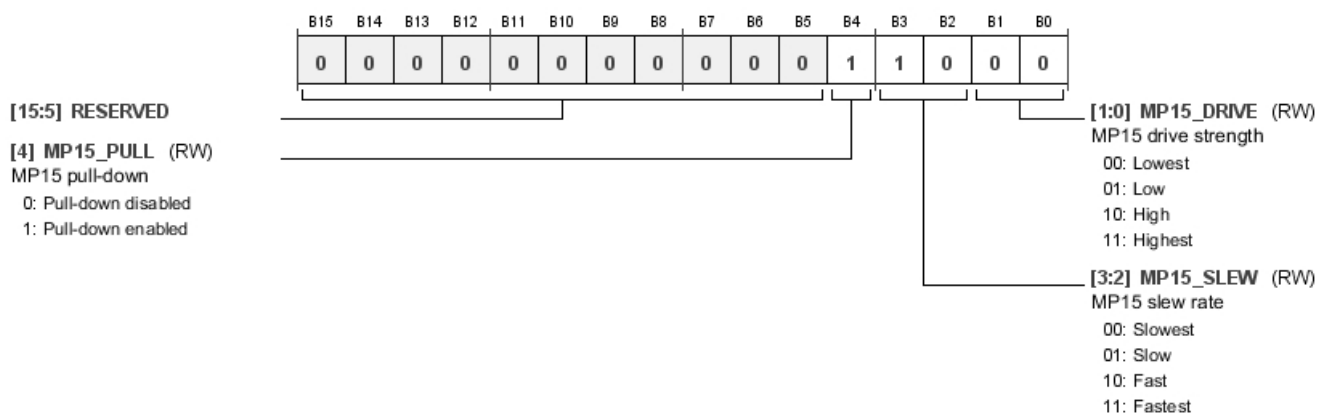 B15 B14 B13 B12 B11 B10 B9 B8 B7 B6 B5 B4 B3 B2 B1 B0
0 0 0 0 0 0 0 0 0 0 0 1 1 0 0 0
[15:5] RESERVED
[4] MP15_PULL (RW)
MP15 pull-down
0: Pull-down disabled
1: Pull-down enabled
[1:0] MP15_DRIVE (RW)
MP15 drive strength
00: Lowest
01: Low
10: High
11: Highest
[3:2] MP15_SLEW (RW)
MP15 slew rate
00: Slowest
01: Slow
10: Fast
11: Fastest